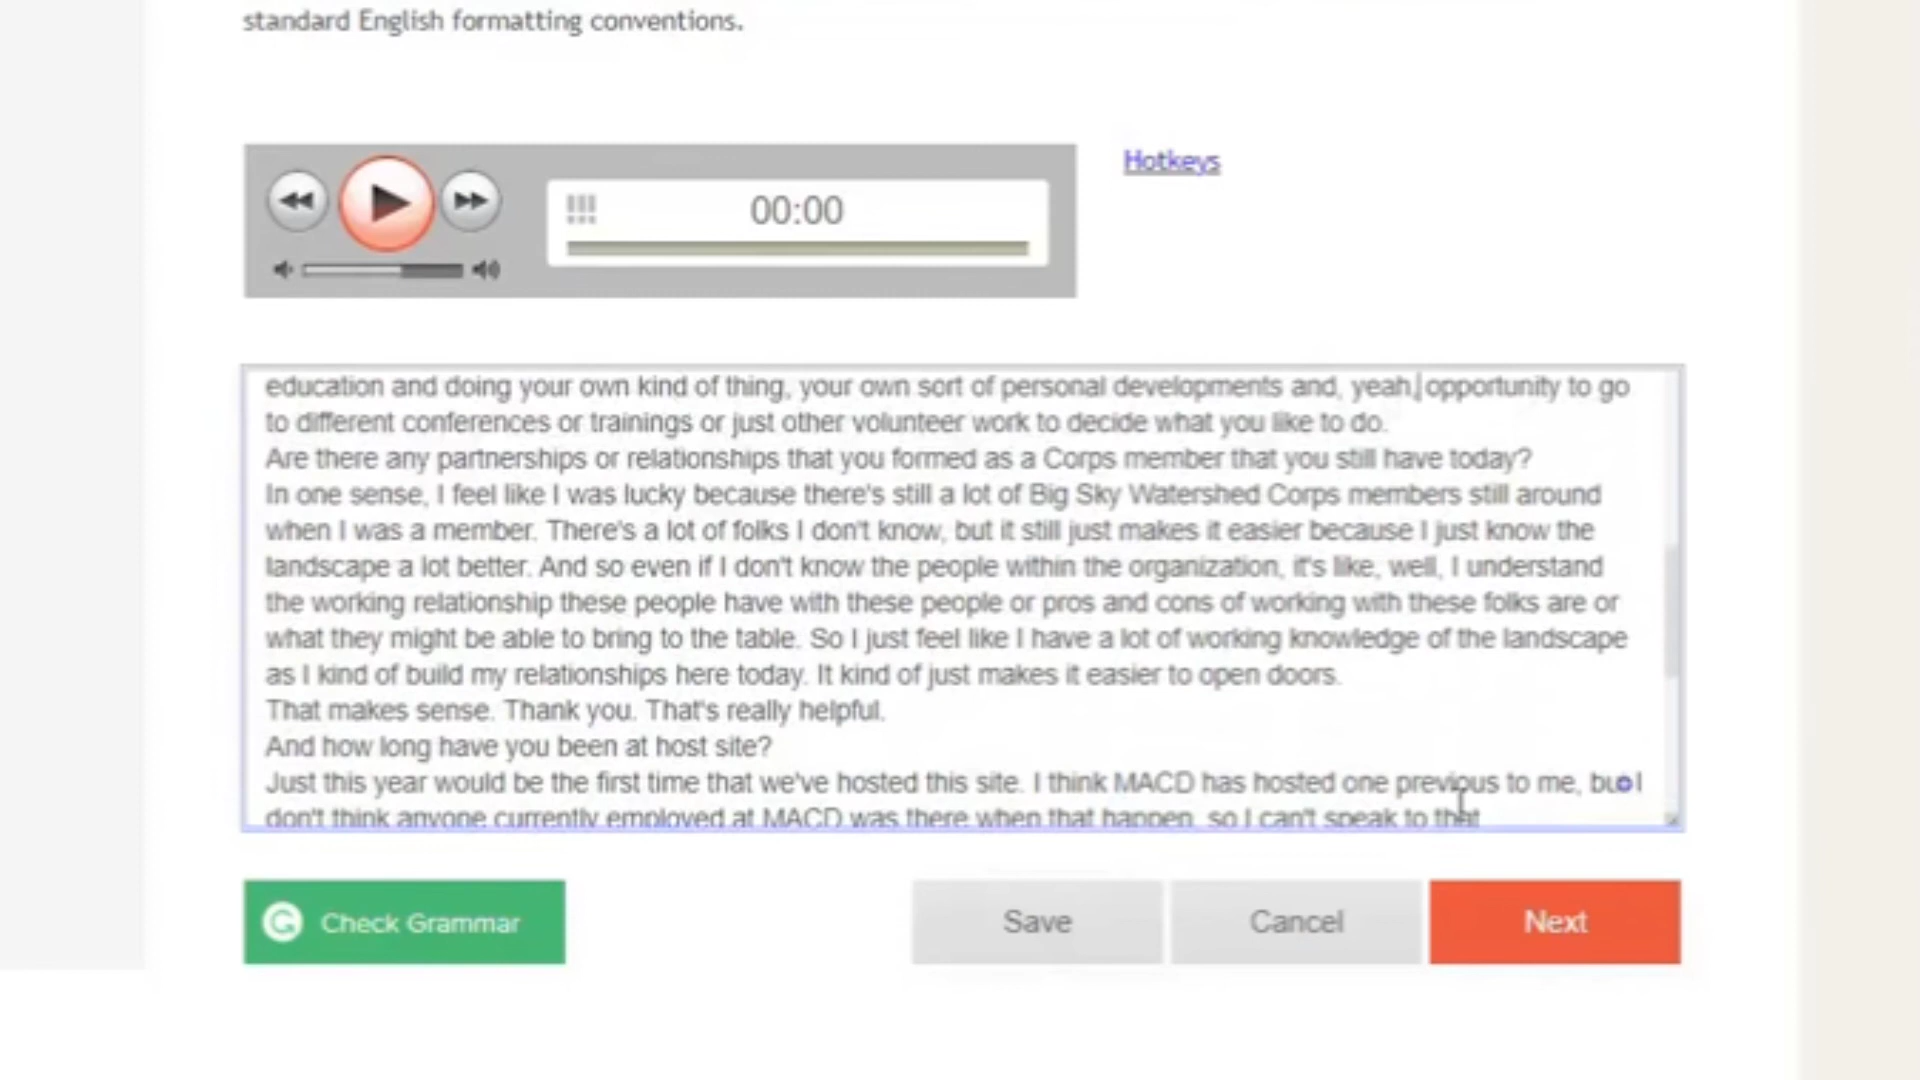 standard English formatting conventions.
Hotkeys
00:00
education and doing your own kind of thing, your own sort of personal developments and, yeah, opportunity to go
to different conferences or trainings or just other volunteer work to decide what you like to do.
Are there any partnerships or relationships that you formed as a Corps member that you still have today?
In one sense, I feel like I was lucky because there's still a lot of Big Sky Watershed Corps members still around
when I was a member. There's a lot of folks I don't know, but it still just makes it easier because I just know the
landscape a lot better. And so even if I don't know the people within the organization, it's like, well, I understand
the working relationship these people have with these people or pros and cons of working with these folks are or
what they might be able to bring to the table. So I just feel like I have a lot of working knowledge of the landscape
as I kind of build my relationships here today. It kind of just makes it easier to open doors.
That makes sense. Thank you. That's really helpful.
And how long have you been at host site?
Just this year would be the first time that we've hosted this site. I think MACD has hosted one previous to me, but I
don't think anyone currently employed at MACD was there when that happen, so I can't speak to that
Check Grammar
Save
Cancel
Next